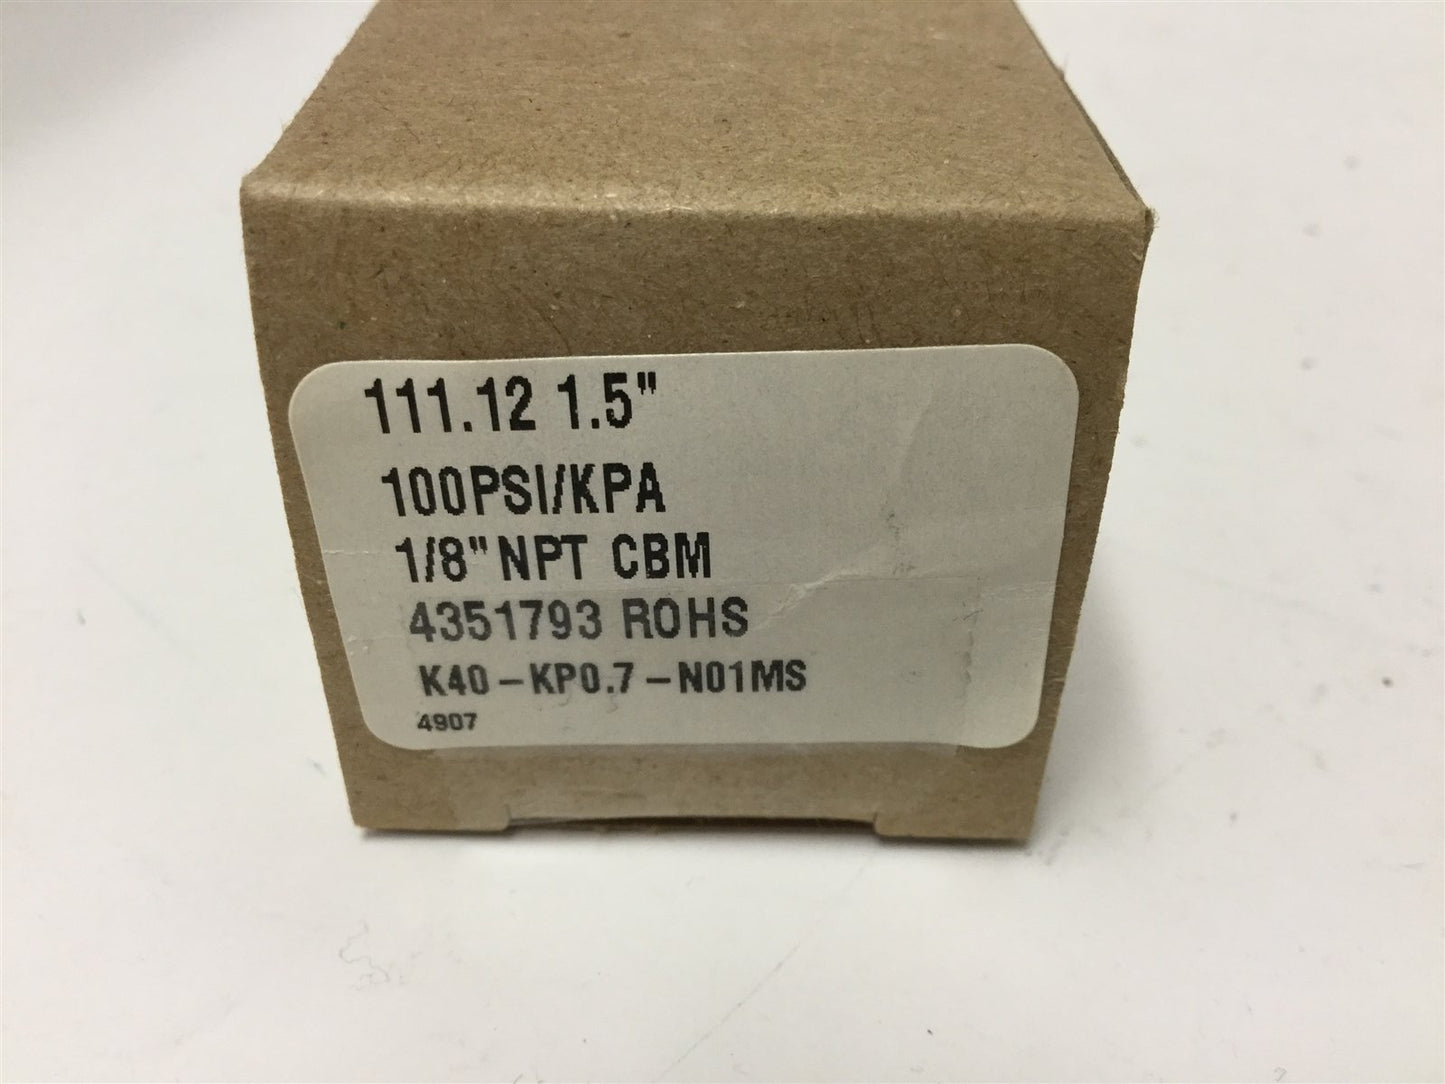 111.12 1.5"
100PSI/KPA
1/8" NPT CBM
4351793 ROHS
K40-KP0.7-N01MS
4907